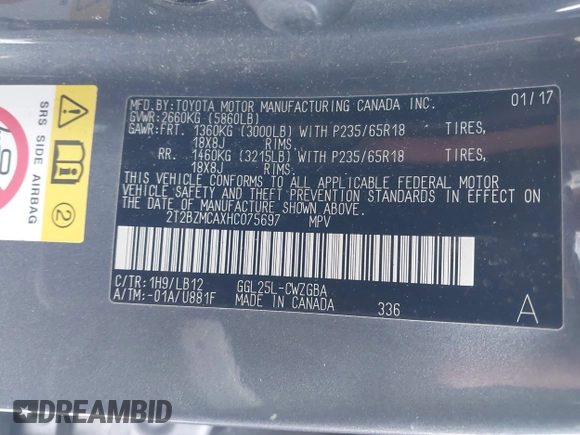 MFD.BY:TOYOTA MOTOR MANUFACTURING CANADA INC. 01/17
GVWR:2660KG (5860LB)
GAWR:FRT. 1360KG (3000LB) WITH P235/65R18 TIRES,
18X8J RIMS.
RR. 1460KG (3215LB) WITH P235/65R18 TIRES,
18X8J RIMS.
THIS VEHICLE CONFORMS TO ALL APPLICABLE FEDERAL MOTOR
VEHICLE SAFETY AND THEFT PREVENTION STANDARDS IN EFFECT ON
THE DATE OF MANUFACTURE SHOWN ABOVE.
2T2BZMCAXHC075697 MPV
C/TR:1H9/LB12 GGL25L-CWZGBA
A/TM:-01A/U881F MADE IN CANADA 336 A
SRS SIDE AIRBAG
2
DREAMBID